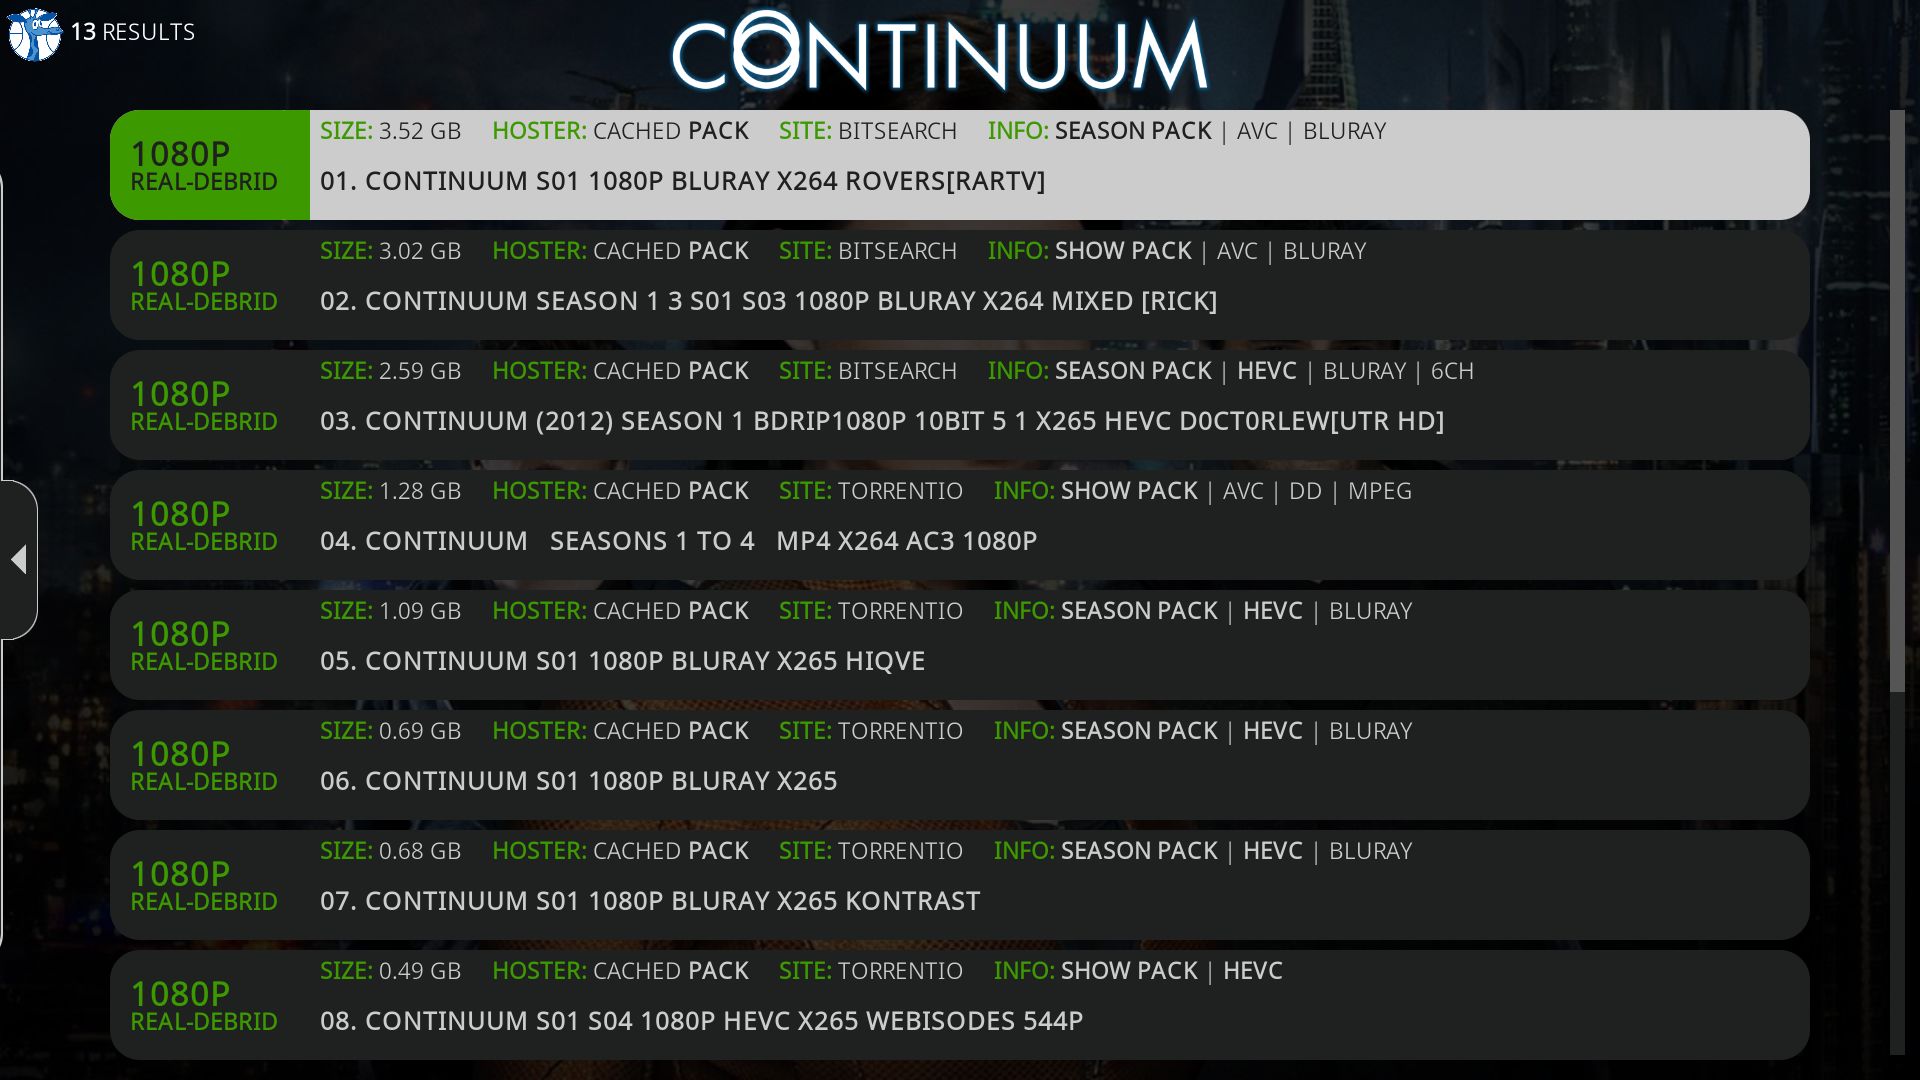 13 RESULTS
CONTINUUM
1080P
REAL-DEBRID
SIZE: 3.52 GB HOSTER: CACHED PACK SITE: BITSEARCH INFO: SEASON PACK | AVC | BLURAY
01. CONTINUUM S01 1080P BLURAY X264 ROVERS[RARTV]
1080P
REAL-DEBRID
SIZE: 3.02 GB HOSTER: CACHED PACK SITE: BITSEARCH INFO: SHOW PACK | AVC | BLURAY
02. CONTINUUM SEASON 1 3 S01 S03 1080P BLURAY X264 MIXED [RICK]
1080P
REAL-DEBRID
SIZE: 2.59 GB HOSTER: CACHED PACK SITE: BITSEARCH INFO: SEASON PACK | HEVC | BLURAY | 6CH
03. CONTINUUM (2012) SEASON 1 BDRIP1080P 10BIT 5 1 X265 HEVC D0CT0RLEW[UTR HD]
1080P
REAL-DEBRID
SIZE: 1.28 GB HOSTER: CACHED PACK SITE: TORRENTIO INFO: SHOW PACK | AVC | DD | MPEG
04. CONTINUUM SEASONS 1 TO 4 MP4 X264 AC3 1080P
1080P
REAL-DEBRID
SIZE: 1.09 GB HOSTER: CACHED PACK SITE: TORRENTIO INFO: SEASON PACK | HEVC | BLURAY
05. CONTINUUM S01 1080P BLURAY X265 HIQVE
1080P
REAL-DEBRID
SIZE: 0.69 GB HOSTER: CACHED PACK SITE: TORRENTIO INFO: SEASON PACK | HEVC | BLURAY
06. CONTINUUM S01 1080P BLURAY X265
1080P
REAL-DEBRID
SIZE: 0.68 GB HOSTER: CACHED PACK SITE: TORRENTIO INFO: SEASON PACK | HEVC | BLURAY
07. CONTINUUM S01 1080P BLURAY X265 KONTRAST
1080P
REAL-DEBRID
SIZE: 0.49 GB HOSTER: CACHED PACK SITE: TORRENTIO INFO: SHOW PACK | HEVC
08. CONTINUUM S01 S04 1080P HEVC X265 WEBISODES 544P